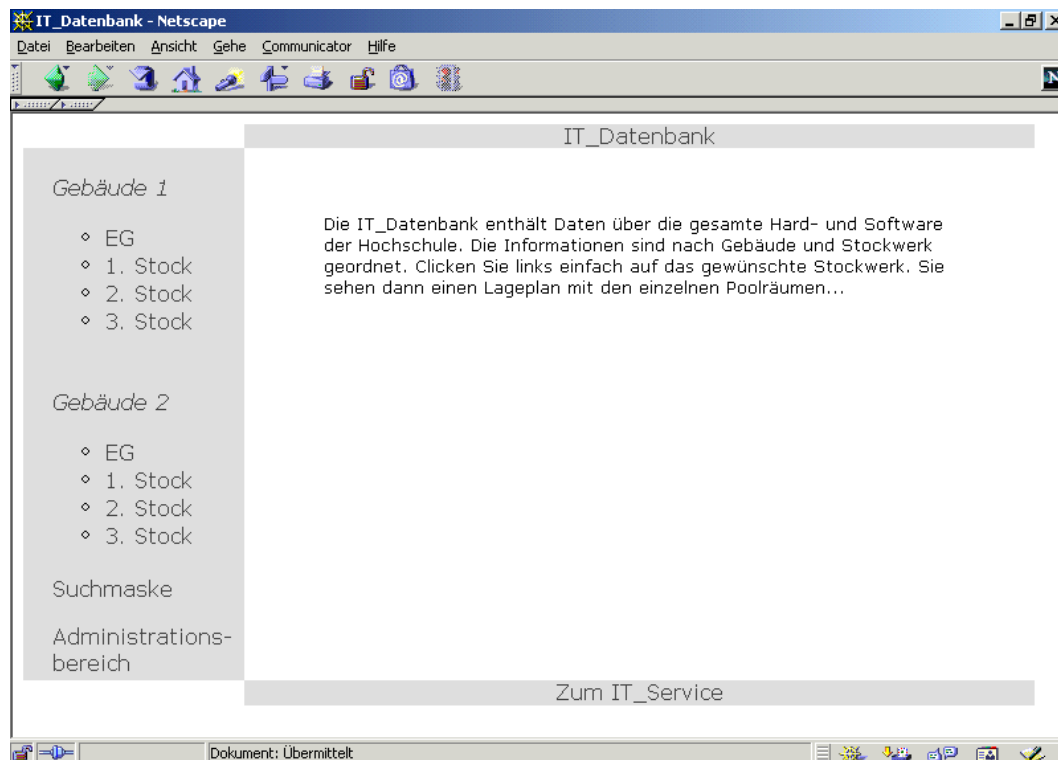 IT_Datenbank - Netscape
Datei Bearbeiten Ansicht Gehe Communicator Hilfe
IT_Datenbank
Gebäude 1
EG
1. Stock
2. Stock
3. Stock
Gebäude 2
EG
1. Stock
2. Stock
3. Stock
Suchmaske
Administrations-
bereich
Die IT_Datenbank enthält Daten über die gesamte Hard- und Software
der Hochschule. Die Informationen sind nach Gebäude und Stockwerk
geordnet. Clicken Sie links einfach auf das gewünschte Stockwerk. Sie
sehen dann einen Lageplan mit den einzelnen Poolräumen...
Zum IT_Service
Dokument: Übermittelt